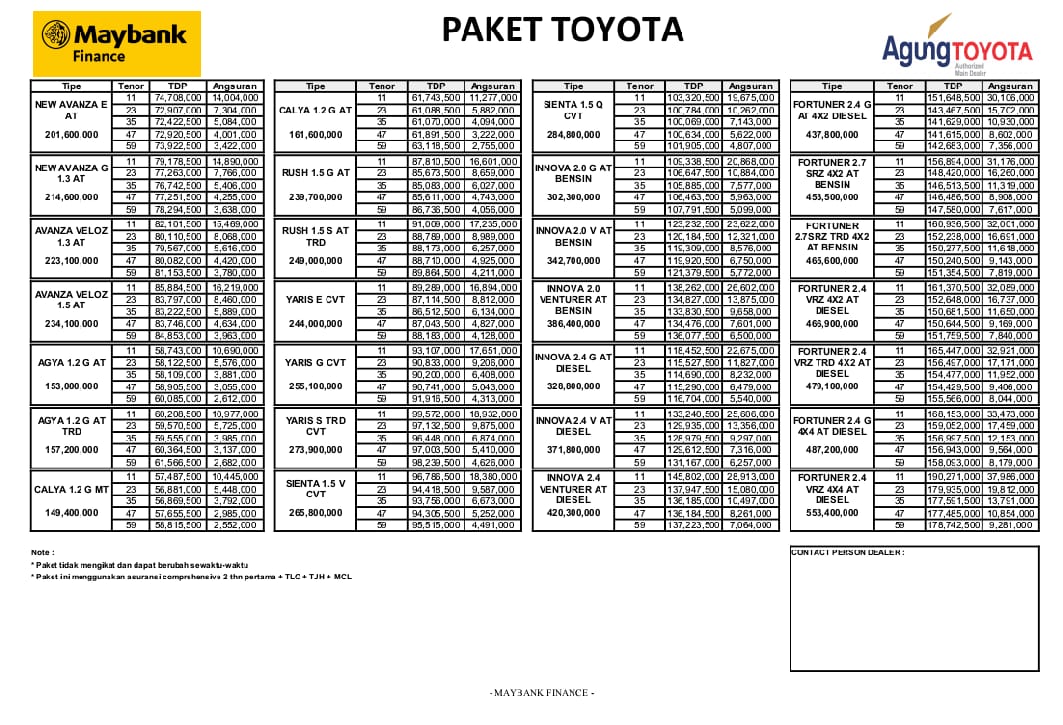 Maybank
Finance
PAKET TOYOTA
AgungTOYOTA
Authorized
Main Dealer
Tipe Tenor TDP Angsuran
NEW AVANZA E AT
201,600,000
11 74,708,000 14,004,000
23 72,907,000 7,304,000
35 72,422,500 5,084,000
47 72,920,500 4,001,000
59 73,922,500 3,422,000
NEW AVANZA G 1.3 AT
214,600,000
11 79,178,500 14,890,000
23 77,263,000 7,766,000
35 76,742,500 5,406,000
47 77,251,500 4,255,000
59 78,294,500 3,638,000
AVANZA VELOZ 1.3 AT
223,100,000
11 82,101,500 15,469,000
23 80,110,500 8,068,000
35 79,567,000 5,616,000
47 80,082,000 4,420,000
59 81,153,500 3,780,000
AVANZA VELOZ 1.5 AT
234,100,000
11 85,884,500 16,219,000
23 83,797,000 8,460,000
35 83,222,500 5,889,000
47 83,746,000 4,634,000
59 84,853,000 3,963,000
AGYA 1.2 G AT
153,000,000
11 58,743,000 10,690,000
23 58,122,500 5,576,000
35 58,109,000 3,881,000
47 58,905,500 3,055,000
59 60,085,000 2,612,000
AGYA 1.2 G AT TRD
157,200,000
11 60,208,500 10,977,000
23 59,570,500 5,725,000
35 59,555,000 3,985,000
47 60,364,500 3,137,000
59 61,566,500 2,682,000
CALYA 1.2 G MT
149,400,000
11 57,487,500 10,445,000
23 56,881,000 5,448,000
35 56,869,500 3,792,000
47 57,655,500 2,985,000
59 58,815,500 2,552,000
Tipe Tenor TDP Angsuran
CALYA 1.2 G AT
161,600,000
11 61,743,500 11,277,000
23 61,088,500 5,882,000
35 61,070,000 4,094,000
47 61,891,500 3,222,000
59 63,118,500 2,755,000
RUSH 1.5 G AT
239,700,000
11 87,810,500 16,601,000
23 85,673,500 8,659,000
35 85,083,000 6,027,000
47 85,611,000 4,743,000
59 86,736,500 4,056,000
RUSH 1.5 S AT TRD
249,000,000
11 91,009,000 17,235,000
23 88,789,000 8,989,000
35 88,173,000 6,257,000
47 88,710,000 4,925,000
59 89,864,500 4,211,000
YARIS E CVT
244,000,000
11 89,289,000 16,894,000
23 87,114,500 8,812,000
35 86,512,500 6,134,000
47 87,043,500 4,827,000
59 88,183,000 4,128,000
YARIS G CVT
255,100,000
11 93,107,000 17,651,000
23 90,833,000 9,206,000
35 90,200,000 6,408,000
47 90,741,000 5,043,000
59 91,916,500 4,313,000
YARIS S TRD CVT
273,900,000
11 99,572,000 18,932,000
23 97,132,500 9,875,000
35 96,448,000 6,874,000
47 97,003,500 5,410,000
59 98,239,500 4,626,000
SIENTA 1.5 V CVT
265,800,000
11 96,786,500 18,380,000
23 94,418,500 9,587,000
35 93,756,000 6,673,000
47 94,305,500 5,252,000
59 95,515,000 4,491,000
Tipe Tenor TDP Angsuran
SIENTA 1.5 Q CVT
284,800,000
11 103,320,500 19,675,000
23 100,784,000 10,262,000
35 100,069,000 7,143,000
47 100,634,000 5,622,000
59 101,905,000 4,807,000
INNOVA 2.0 G AT BENSIN
302,300,000
11 109,338,500 20,868,000
23 106,647,500 10,884,000
35 105,885,000 7,577,000
47 106,463,500 5,963,000
59 107,791,500 5,099,000
INNOVA 2.0 V AT BENSIN
342,700,000
11 123,232,500 23,622,000
23 120,184,500 12,321,000
35 119,309,000 8,576,000
47 119,920,500 6,750,000
59 121,379,500 5,772,000
INNOVA 2.0 VENTURER AT BENSIN
386,400,000
11 138,262,000 26,602,000
23 134,827,000 13,875,000
35 133,830,500 9,658,000
47 134,476,000 7,601,000
59 136,077,000 6,500,000
INNOVA 2.4 G AT DIESEL
328,800,000
11 118,452,500 22,675,000
23 115,527,500 11,827,000
35 114,690,000 8,232,000
47 115,290,000 6,479,000
59 116,704,000 5,540,000
INNOVA 2.4 V AT DIESEL
371,800,000
11 133,240,500 25,606,000
23 129,935,000 13,356,000
35 128,979,500 9,297,000
47 129,612,000 7,316,000
59 131,167,000 6,257,000
INNOVA 2.4 VENTURER AT DIESEL
420,300,000
11 145,802,000 28,913,000
23 137,947,500 15,080,000
35 136,185,000 10,497,000
47 136,184,500 8,261,000
59 137,223,500 7,064,000
Tipe Tenor TDP Angsuran
FORTUNER 2.4 G AT 4X2 DIESEL
437,800,000
11 151,648,500 30,106,000
23 143,467,500 15,702,000
35 141,629,000 10,930,000
47 141,615,000 8,602,000
59 142,683,000 7,356,000
FORTUNER 2.7 SRZ 4X2 AT BENSIN
453,500,000
11 156,894,000 31,176,000
23 148,420,000 16,260,000
35 146,513,500 11,319,000
47 146,486,500 8,908,000
59 147,580,000 7,617,000
FORTUNER 2.7SRZ TRD 4X2 AT BENSIN
465,600,000
11 160,936,500 32,001,000
23 152,238,000 16,691,000
35 150,277,500 11,618,000
47 150,240,500 9,143,000
59 151,354,500 7,819,000
FORTUNER 2.4 VRZ 4X2 AT DIESEL
466,900,000
11 161,370,500 32,089,000
23 152,648,000 16,737,000
35 150,681,500 11,650,000
47 150,644,500 9,169,000
59 151,759,500 7,840,000
FORTUNER 2.4 VRZ TRD 4X2 AT DIESEL
479,100,000
11 165,447,000 32,921,000
23 156,497,000 17,171,000
35 154,477,000 11,952,000
47 154,429,500 9,406,000
59 155,566,000 8,044,000
FORTUNER 2.4 G 4X4 AT DIESEL
487,200,000
11 168,153,000 33,473,000
23 159,052,000 17,459,000
35 156,997,000 12,153,000
47 156,943,000 9,564,000
59 158,093,000 8,179,000
FORTUNER 2.4 VRZ 4X4 AT DIESEL
553,400,000
11 190,271,000 37,986,000
23 179,935,000 19,812,000
35 177,591,500 13,791,000
47 177,485,000 10,854,000
59 178,742,500 9,281,000
Note :
* Paket tidak mengikat dan dapat berubah sewaktu-waktu
* Paket ini menggunakan asuransi comprehensive 2 thn pertama + TLC + TJH + MCL
CONTACT PERSON DEALER :
- MAYBANK FINANCE -